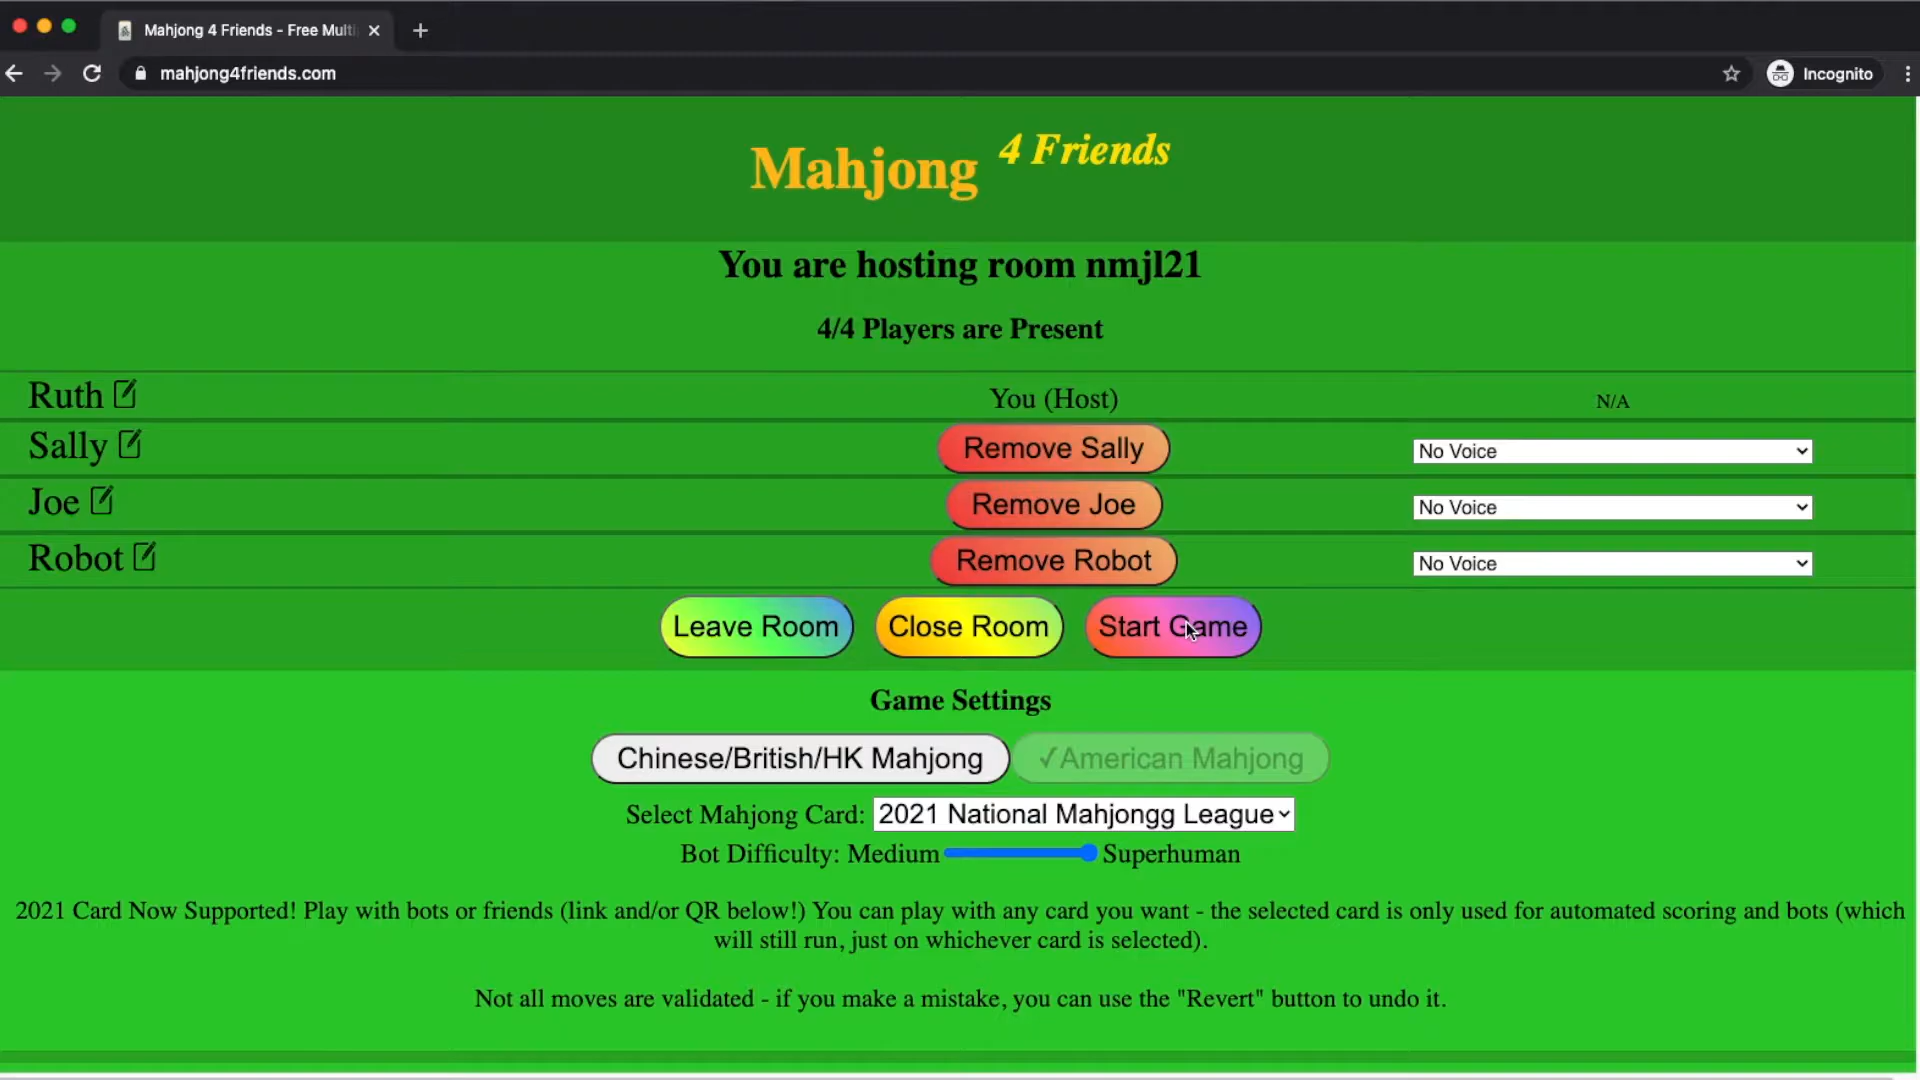 Mahjong 4 Friends - Free Multi
mahjong4friends.com
Incognito
Mahjong 4 Friends
You are hosting room nmjl21
4/4 Players are Present
Ruth You (Host) N/A
Sally Remove Sally No Voice
Joe Remove Joe No Voice
Robot Remove Robot No Voice
Leave Room Close Room Start Game
Game Settings
Chinese/British/HK Mahjong ✓American Mahjong
Select Mahjong Card: 2021 National Mahjongg League
Bot Difficulty: Medium Superhuman
2021 Card Now Supported! Play with bots or friends (link and/or QR below!) You can play with any card you want - the selected card is only used for automated scoring and bots (which
will still run, just on whichever card is selected).
Not all moves are validated - if you make a mistake, you can use the "Revert" button to undo it.